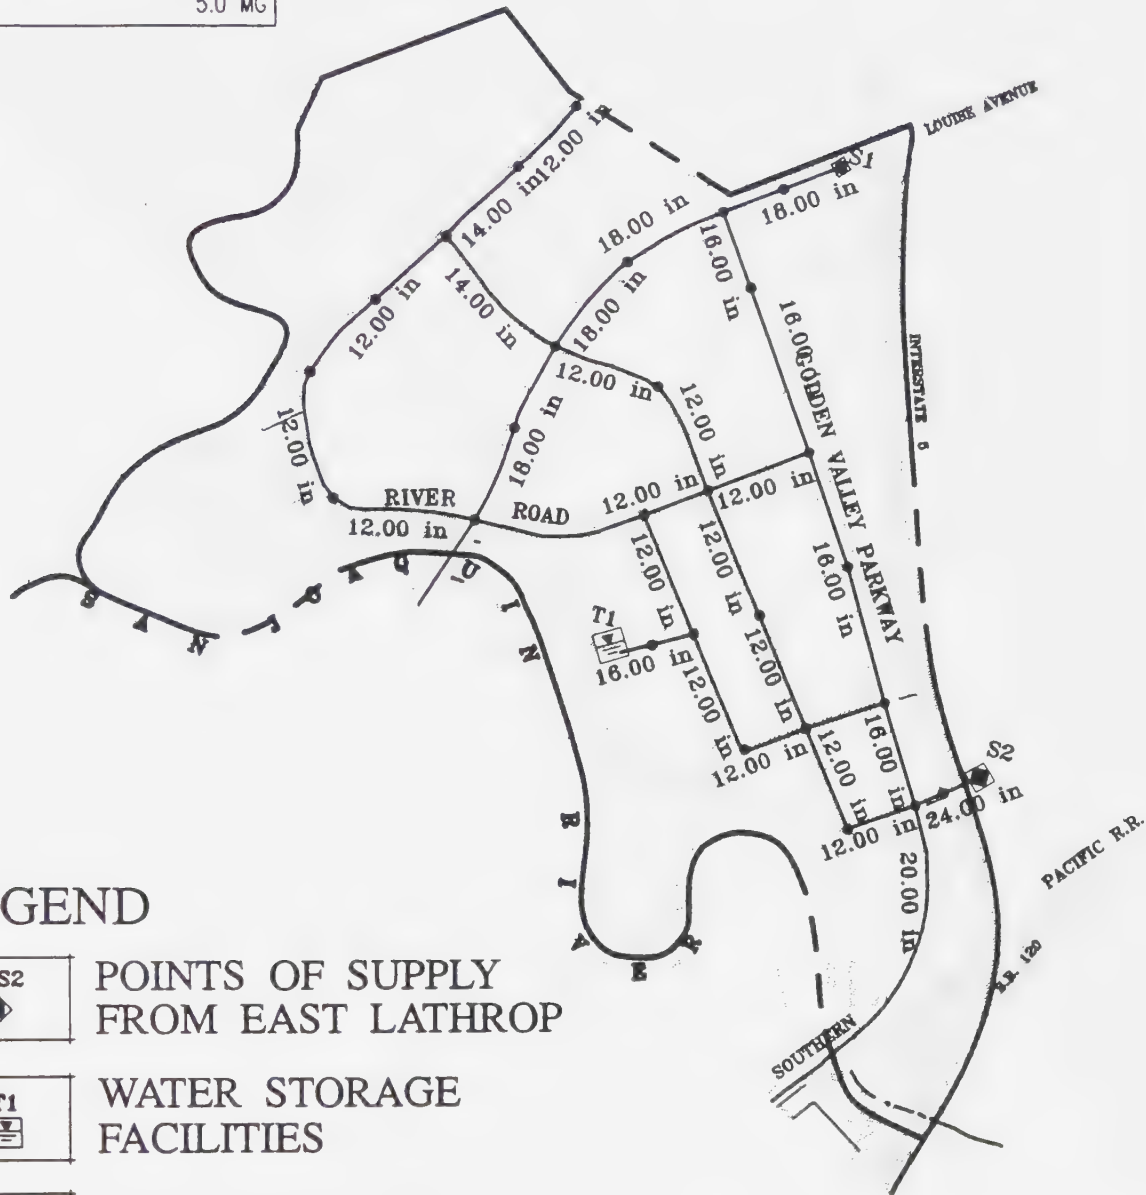 5.0 MG
LOUISE AVENUE
S1
12.00 in
14.00 in
18.00 in
18.00 in
16.00 in
14.00 in
12.00 in
18.00 in
16.00
GOLDEN VALLEY PARKWAY
INTERSTATE 5
12.00 in
12.00 in
18.00 in
12.00 in
RIVER ROAD
12.00 in
12.00 in
12.00 in
12.00 in
12.00 in
16.00 in
SAN JOAQUIN RIVER
T1
16.00 in
12.00 in
12.00 in
12.00 in
12.00 in
16.00 in
S2
24.00 in
12.00 in
20.00 in
SOUTHERN PACIFIC R.R.
S.R. 120
GEND
S2
POINTS OF SUPPLY
FROM EAST LATHROP
T1
WATER STORAGE
FACILITIES